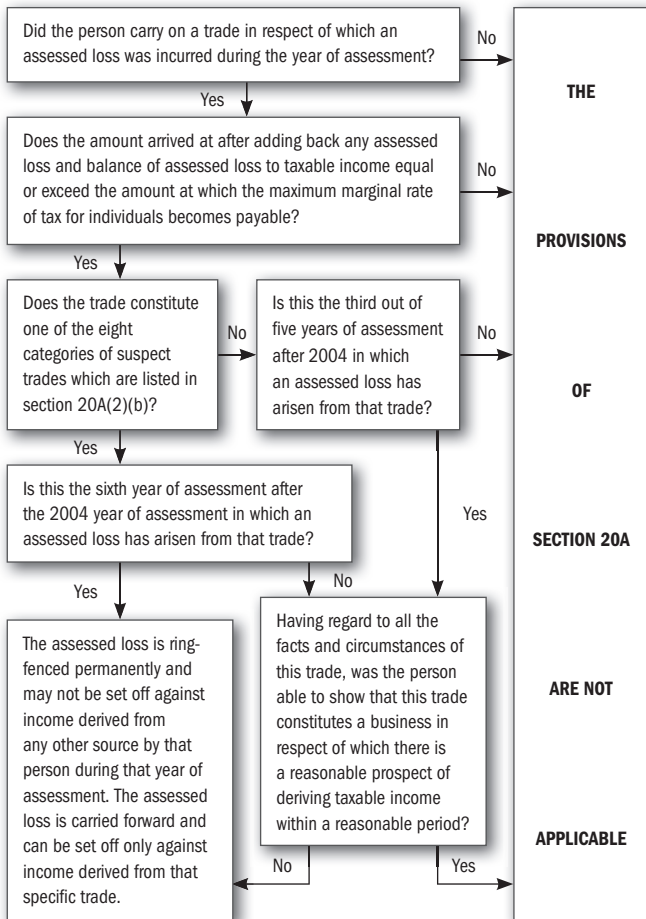 Did the person carry on a trade in respect of which an
assessed loss was incurred during the year of assessment?
No
THE
Yes
Does the amount arrived at after adding back any assessed
loss and balance of assessed loss to taxable income equal
or exceed the amount at which the maximum marginal rate
of tax for individuals becomes payable?
No
PROVISIONS
Yes
Does the trade constitute
one of the eight
categories of suspect
trades which are listed in
section 20A(2)(b)?
No
Is this the third out of
five years of assessment
after 2004 in which
an assessed loss has
arisen from that trade?
No
OF
Yes
Is this the sixth year of assessment after
the 2004 year of assessment in which an
assessed loss has arisen from that trade?
Yes
SECTION 20A
Yes
No
The assessed loss is ring-
fenced permanently and
may not be set off against
income derived from
any other source by that
person during that year of
assessment. The assessed
loss is carried forward and
can be set off only against
income derived from that
specific trade.
Having regard to all the
facts and circumstances of
this trade, was the person
able to show that this trade
constitutes a business in
respect of which there is
a reasonable prospect of
deriving taxable income
within a reasonable period?
ARE NOT
No
Yes
APPLICABLE